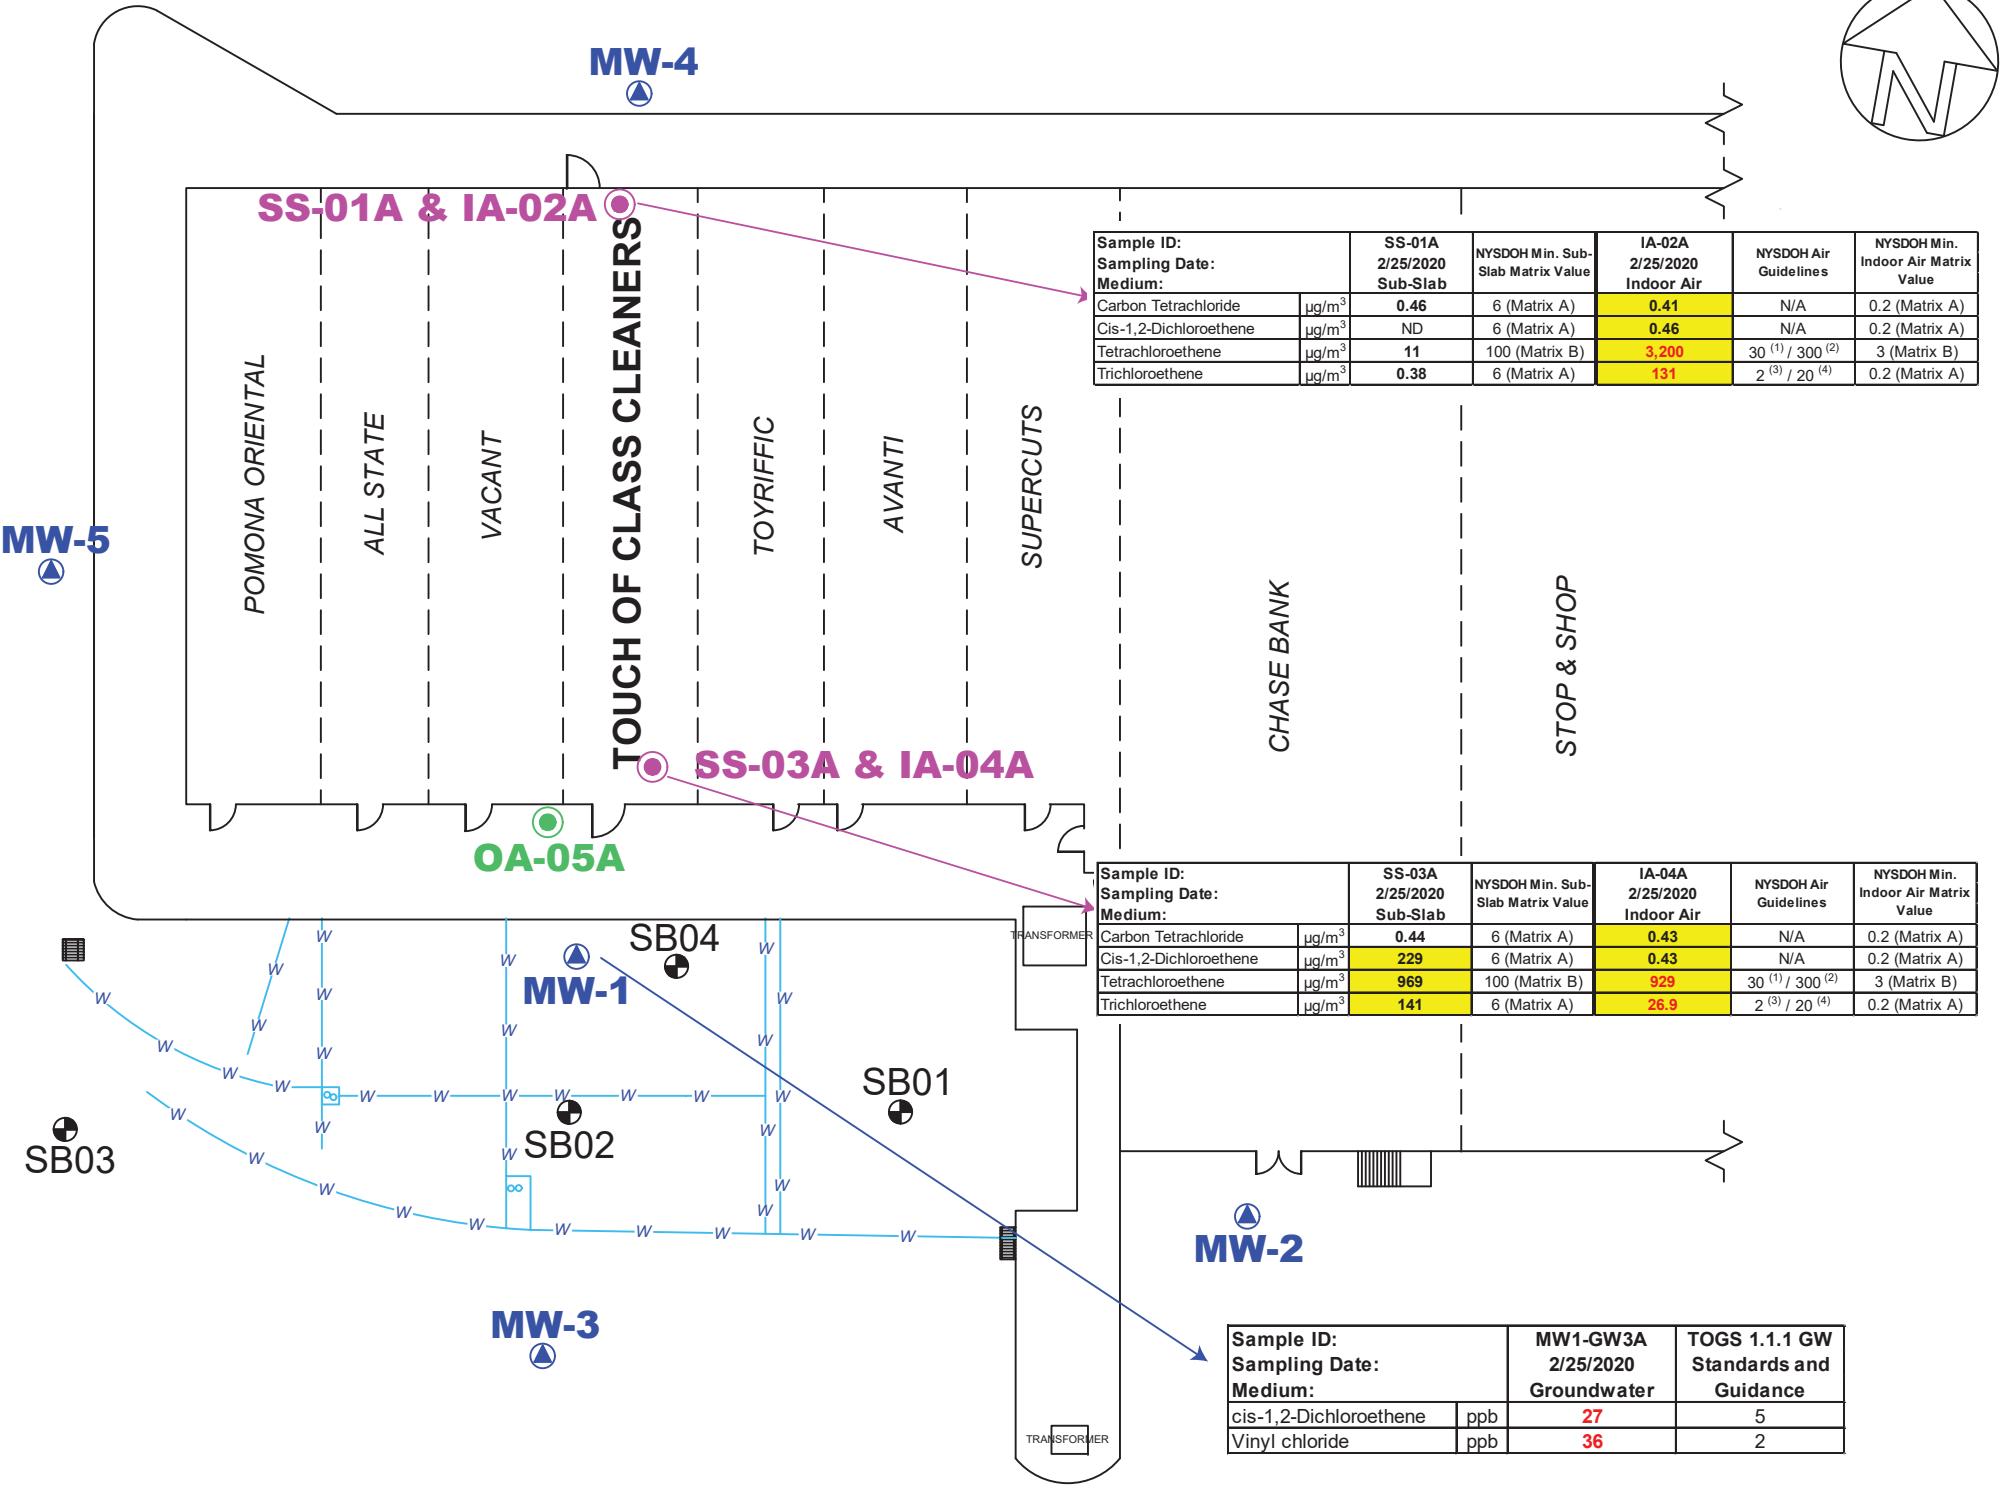 MW-4
N
SS-01A & IA-02A
Sample ID: SS-01A NYSDOH Min. Sub- IA-02A NYSDOH Air NYSDOH Min.
Sampling Date: 2/25/2020 Slab Matrix Value 2/25/2020 Guidelines Indoor Air Matrix
Medium: Sub-Slab Indoor Air Value
Carbon Tetrachloride µg/m³ 0.46 6 (Matrix A) 0.41 N/A 0.2 (Matrix A)
Cis-1,2-Dichloroethene µg/m³ ND 6 (Matrix A) 0.46 N/A 0.2 (Matrix A)
Tetrachloroethene µg/m³ 11 100 (Matrix B) 3,200 30 (1) / 300 (2) 3 (Matrix B)
Trichloroethene µg/m³ 0.38 6 (Matrix A) 131 2 (3) / 20 (4) 0.2 (Matrix A)
POMONA ORIENTAL
ALL STATE
VACANT
TOUCH OF CLASS CLEANERS
TOYRIFFIC
AVANTI
SUPERCUTS
CHASE BANK
STOP & SHOP
MW-5
SS-03A & IA-04A
OA-05A
Sample ID: SS-03A NYSDOH Min. Sub- IA-04A NYSDOH Air NYSDOH Min.
Sampling Date: 2/25/2020 Slab Matrix Value 2/25/2020 Guidelines Indoor Air Matrix
Medium: Sub-Slab Indoor Air Value
Carbon Tetrachloride µg/m³ 0.44 6 (Matrix A) 0.43 N/A 0.2 (Matrix A)
Cis-1,2-Dichloroethene µg/m³ 229 6 (Matrix A) 0.43 N/A 0.2 (Matrix A)
Tetrachloroethene µg/m³ 969 100 (Matrix B) 929 30 (1) / 300 (2) 3 (Matrix B)
Trichloroethene µg/m³ 141 6 (Matrix A) 26.9 2 (3) / 20 (4) 0.2 (Matrix A)
TRANSFORMER
SB04
MW-1
SB01
SB02
SB03
W W W W W W W W W W W W W W W W W W W W W W W W W W W W W W W W W W W W W W W
MW-2
MW-3
Sample ID: MW1-GW3A TOGS 1.1.1 GW
Sampling Date: 2/25/2020 Standards and
Medium: Groundwater Guidance
cis-1,2-Dichloroethene ppb 27 5
Vinyl chloride ppb 36 2
TRANSFORMER